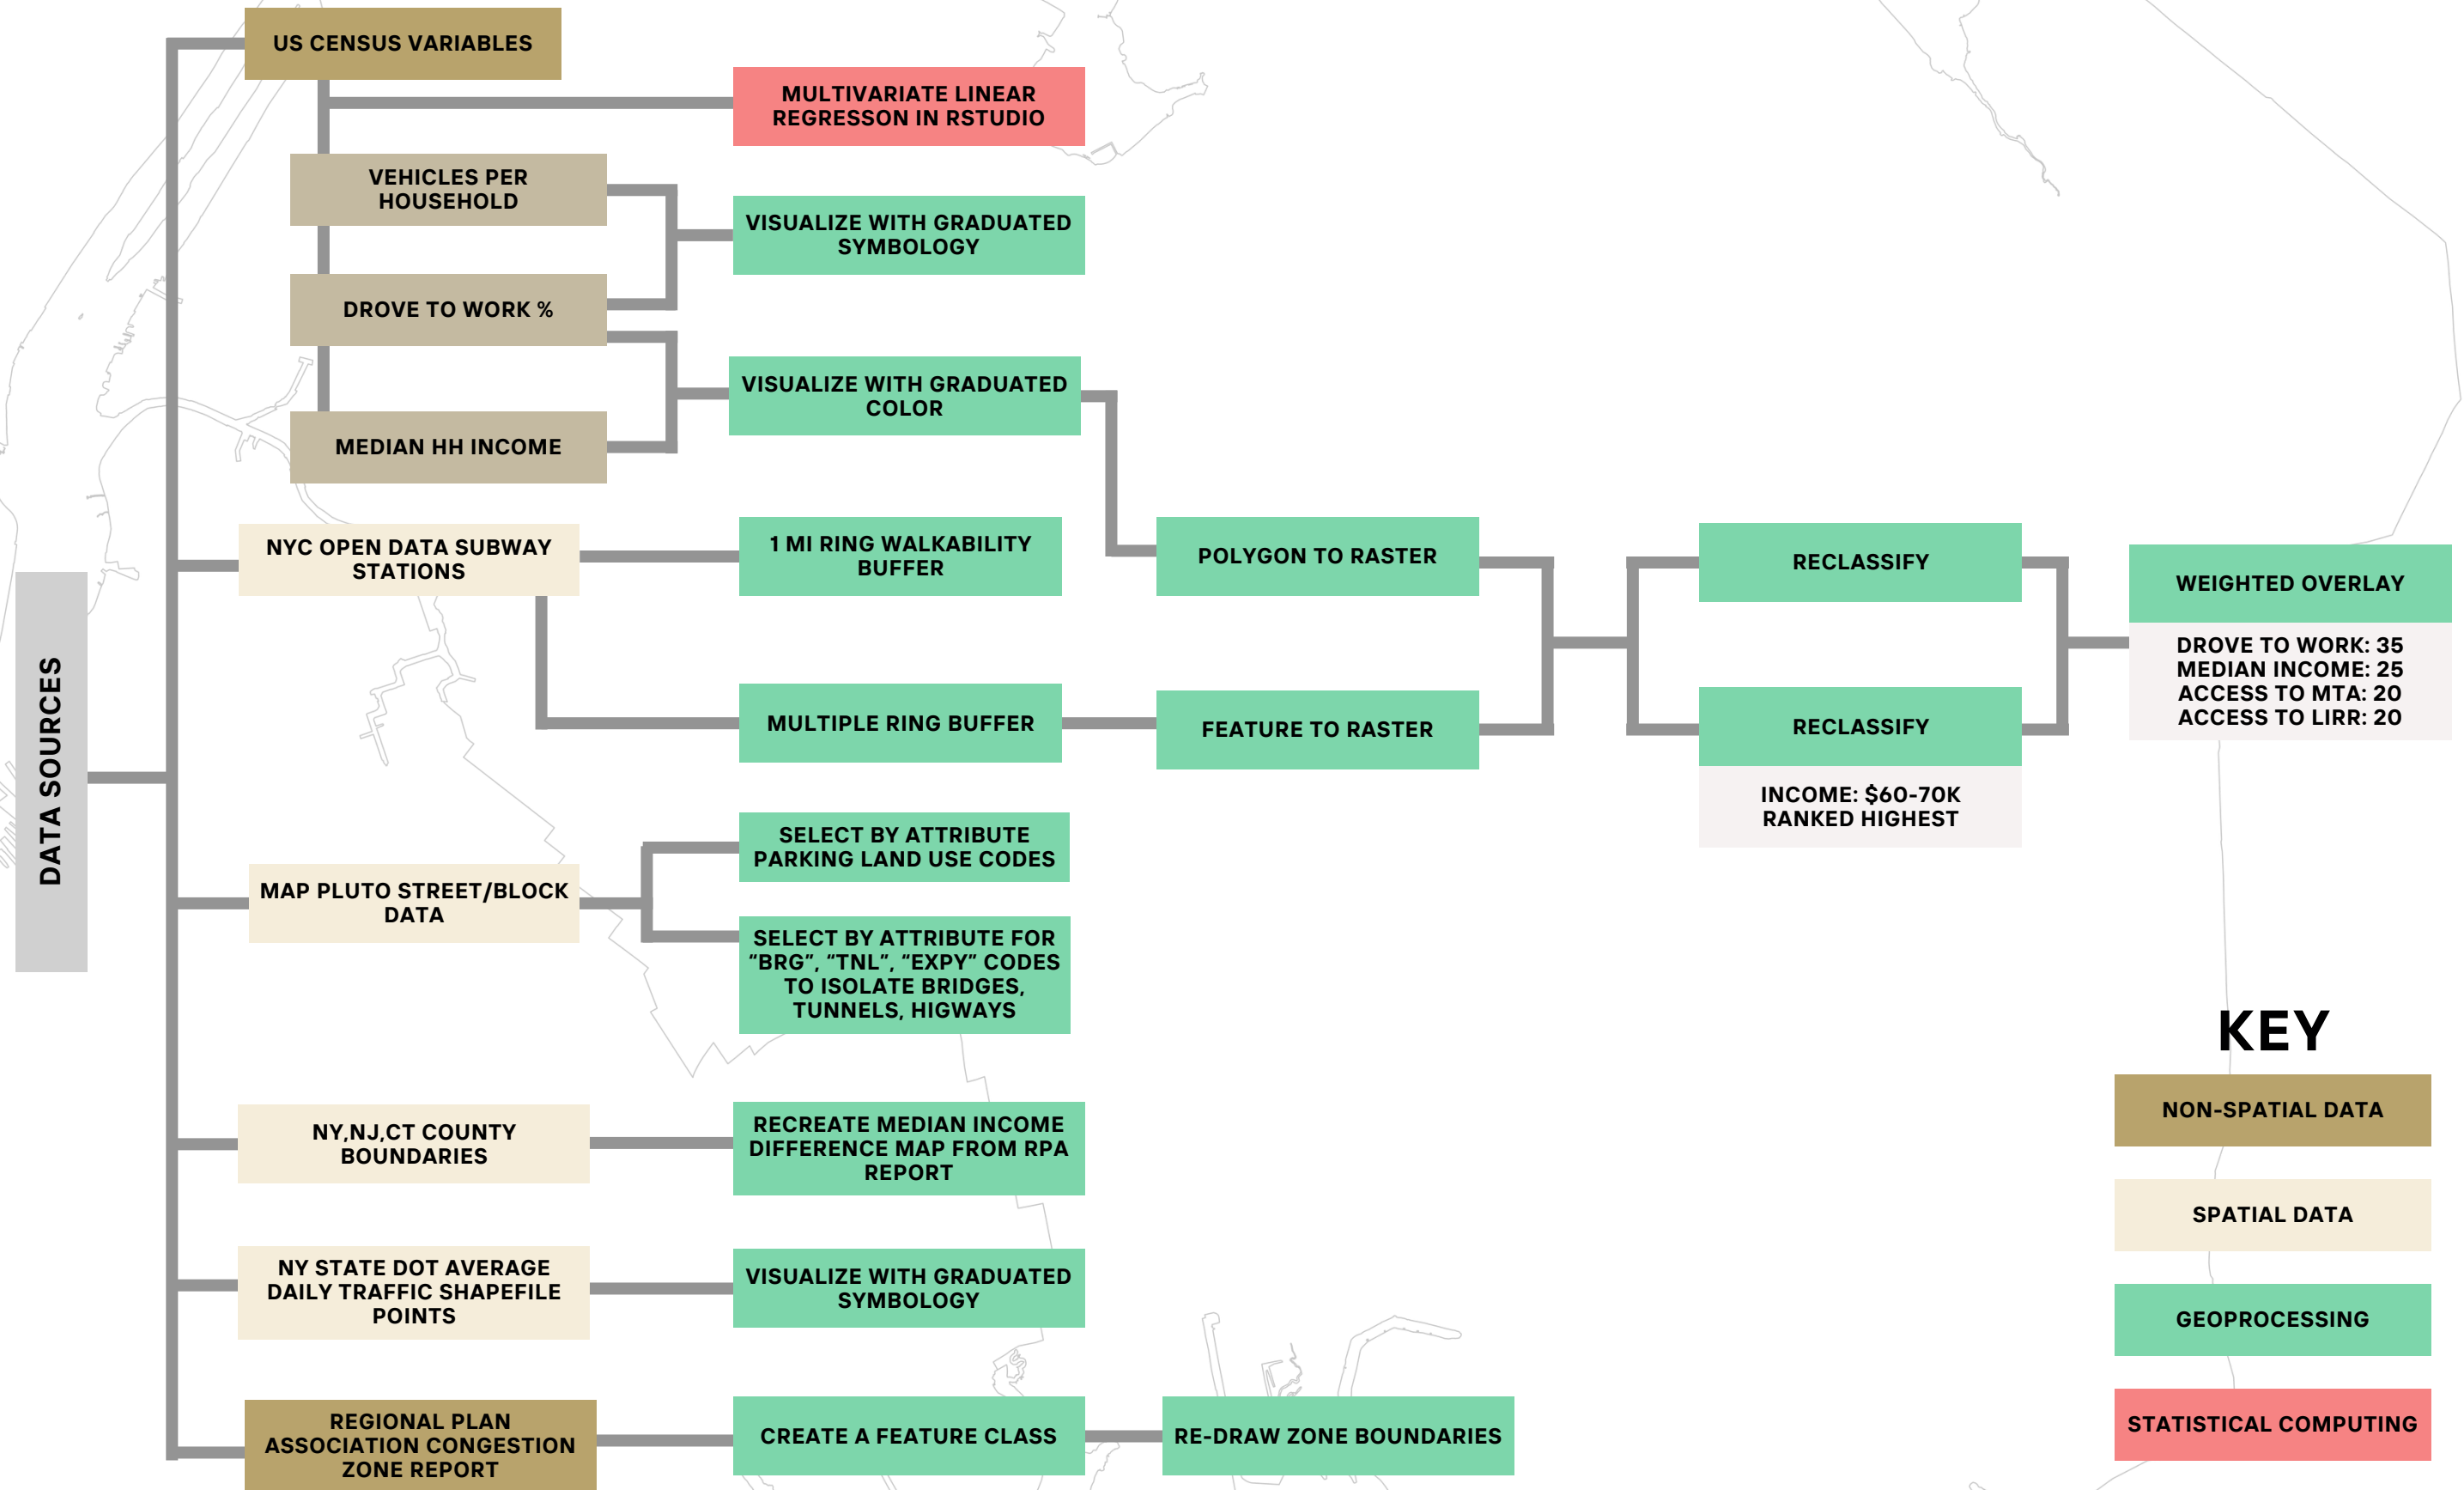 US CENSUS VARIABLES
MULTIVARIATE LINEAR
REGRESSON IN RSTUDIO
VEHICLES PER
HOUSEHOLD
VISUALIZE WITH GRADUATED
SYMBOLOGY
DROVE TO WORK %
VISUALIZE WITH GRADUATED
COLOR
MEDIAN HH INCOME
NYC OPEN DATA SUBWAY
STATIONS
1 MI RING WALKABILITY
BUFFER
POLYGON TO RASTER
RECLASSIFY
WEIGHTED OVERLAY
DROVE TO WORK: 35
MEDIAN INCOME: 25
ACCESS TO MTA: 20
ACCESS TO LIRR: 20
MULTIPLE RING BUFFER
FEATURE TO RASTER
RECLASSIFY
INCOME: $60-70K
RANKED HIGHEST
DATA SOURCES
SELECT BY ATTRIBUTE
PARKING LAND USE CODES
MAP PLUTO STREET/BLOCK
DATA
SELECT BY ATTRIBUTE FOR
“BRG”, “TNL”, “EXPY” CODES
TO ISOLATE BRIDGES,
TUNNELS, HIGWAYS
NY,NJ,CT COUNTY
BOUNDARIES
RECREATE MEDIAN INCOME
DIFFERENCE MAP FROM RPA
REPORT
NY STATE DOT AVERAGE
DAILY TRAFFIC SHAPEFILE
POINTS
VISUALIZE WITH GRADUATED
SYMBOLOGY
REGIONAL PLAN
ASSOCIATION CONGESTION
ZONE REPORT
CREATE A FEATURE CLASS
RE-DRAW ZONE BOUNDARIES
KEY
NON-SPATIAL DATA
SPATIAL DATA
GEOPROCESSING
STATISTICAL COMPUTING